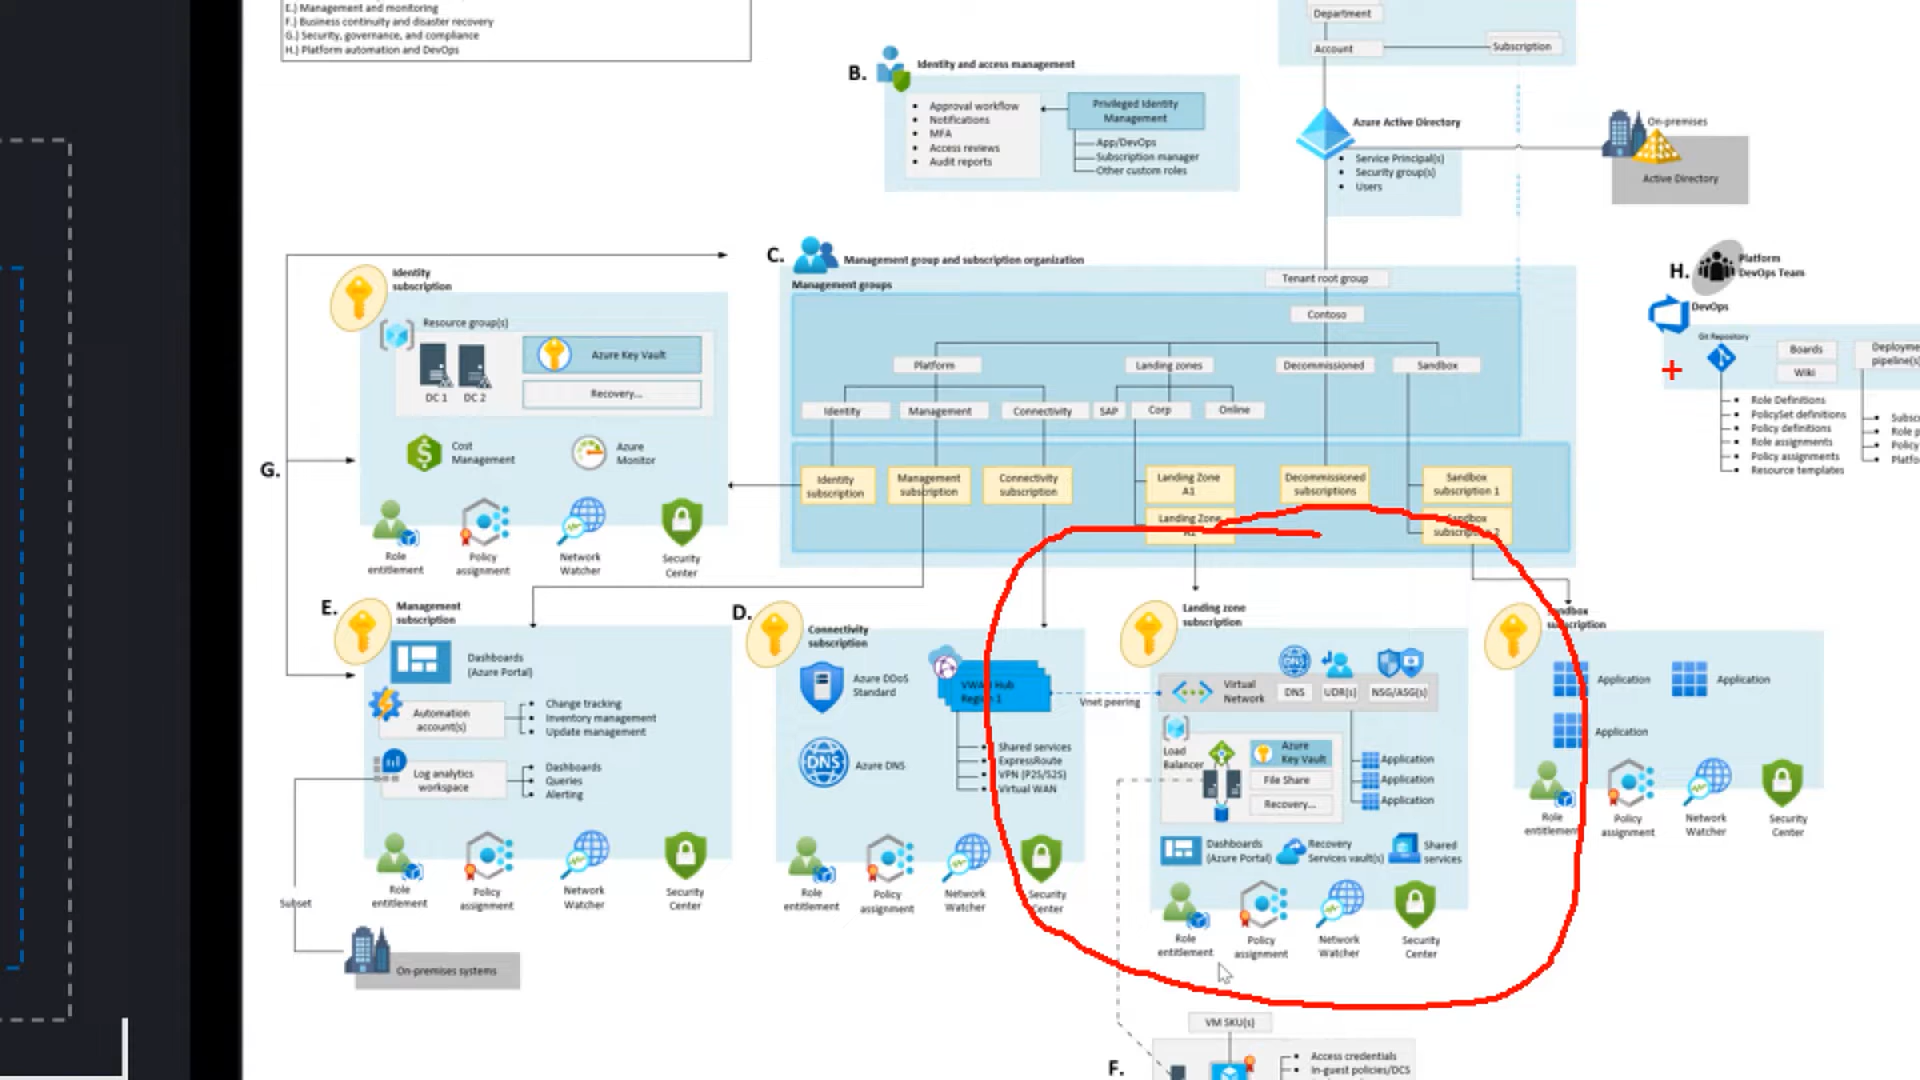 E.) Management and monitoring
F.) Business continuity and disaster recovery
G.) Security, governance, and compliance
H.) Platform automation and DevOps
Department
Account
Subscription
B.
Identity and access management
Approval workflow
Notifications
MFA
Access reviews
Audit reports
Privileged Identity
Management
App/DevOps
Subscription manager
Other custom roles
Azure Active Directory
Service Principal(s)
Security group(s)
Users
On-premises
Active Directory
C.
Management group and subscription organization
Management groups
Tenant root group
Contoso
Platform
Landing zones
Decommissioned
Sandbox
Identity
Management
Connectivity
SAP
Corp
Online
Identity
subscription
Management
subscription
Connectivity
subscription
Landing Zone
A1
Decommissioned
subscriptions
Sandbox
subscription 1
Landing Zone
A2
Sandbox
subscription 2
H.
Platform
DevOps Team
DevOps
Git Repository
Boards
Wiki
Role Definitions
PolicySet definitions
Policy definitions
Role assignments
Policy assignments
Resource templates
G.
Identity
subscription
Resource group(s)
DC 1
DC 2
Azure Key Vault
Recovery...
Cost
Management
Azure
Monitor
Role
entitlement
Policy
assignment
Network
Watcher
Security
Center
E.
Management
subscription
Dashboards
(Azure Portal)
Automation
account(s)
Change tracking
Inventory management
Update management
Log analytics
workspace
Dashboards
Queries
Alerting
Role
entitlement
Policy
assignment
Network
Watcher
Security
Center
Subset
On-premises systems
D.
Connectivity
subscription
Azure DDoS
Standard
Azure DNS
DNS
Hub
Shared services
ExpressRoute
VPN (P2S/S2S)
Virtual WAN
Role
entitlement
Policy
assignment
Network
Watcher
Security
Center
Vnet peering
Landing zone
subscription
DNS
Virtual
Network
DNS
UDR(s)
NSG/ASG(s)
Load
Balancer
Azure
Key Vault
File Share
Recovery...
Application
Application
Application
Dashboards
(Azure Portal)
Recovery
Services vault(s)
Shared
services
Role
entitlement
Policy
assignment
Network
Watcher
Security
Center
subscription
Application
Application
Application
Role
entitlement
Policy
assignment
Network
Watcher
Security
Center
F.
VM SKU(s)
Access credentials
In-guest policies/DCS